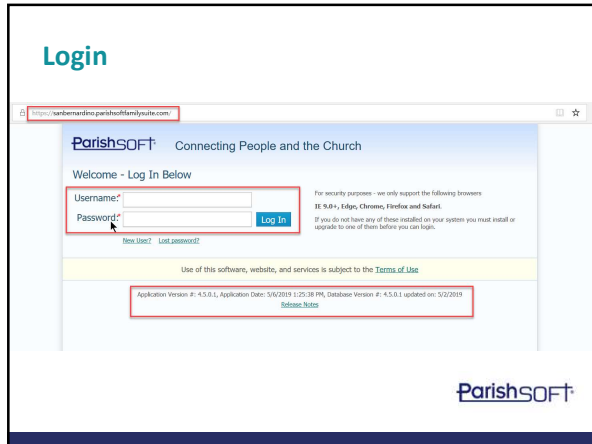 Login
https://sanbernardino.parishsoftfamilysuite.com/
ParishSOFT Connecting People and the Church
Welcome - Log In Below
Username:*
Password:*
Log In
New User? Lost password?
For security purposes - we only support the following browsers
IE 9.0+, Edge, Chrome, Firefox and Safari.
If you do not have any of these installed on your system you must install or
upgrade to one of them before you can login.
Use of this software, website, and services is subject to the Terms of Use
Application Version #: 4.5.0.1, Application Date: 5/6/2019 1:25:38 PM, Database Version #: 4.5.0.1 updated on: 5/2/2019
Release Notes
ParishSOFT